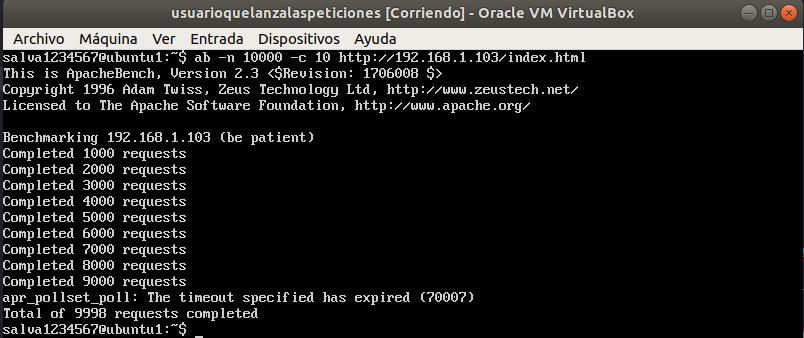 usuarioquelanzalaspeticiones [Corriendo] - Oracle VM VirtualBox
Archivo Máquina Ver Entrada Dispositivos Ayuda
salva1234567@ubuntu1:~$ ab -n 10000 -c 10 http://192.168.1.103/index.html
This is ApacheBench, Version 2.3 <$Revision: 1706008 $>
Copyright 1996 Adam Twiss, Zeus Technology Ltd, http://www.zeustech.net/
Licensed to The Apache Software Foundation, http://www.apache.org/
Benchmarking 192.168.1.103 (be patient)
Completed 1000 requests
Completed 2000 requests
Completed 3000 requests
Completed 4000 requests
Completed 5000 requests
Completed 6000 requests
Completed 7000 requests
Completed 8000 requests
Completed 9000 requests
apr_pollset_poll: The timeout specified has expired (70007)
Total of 9998 requests completed
salva1234567@ubuntu1:~$ _